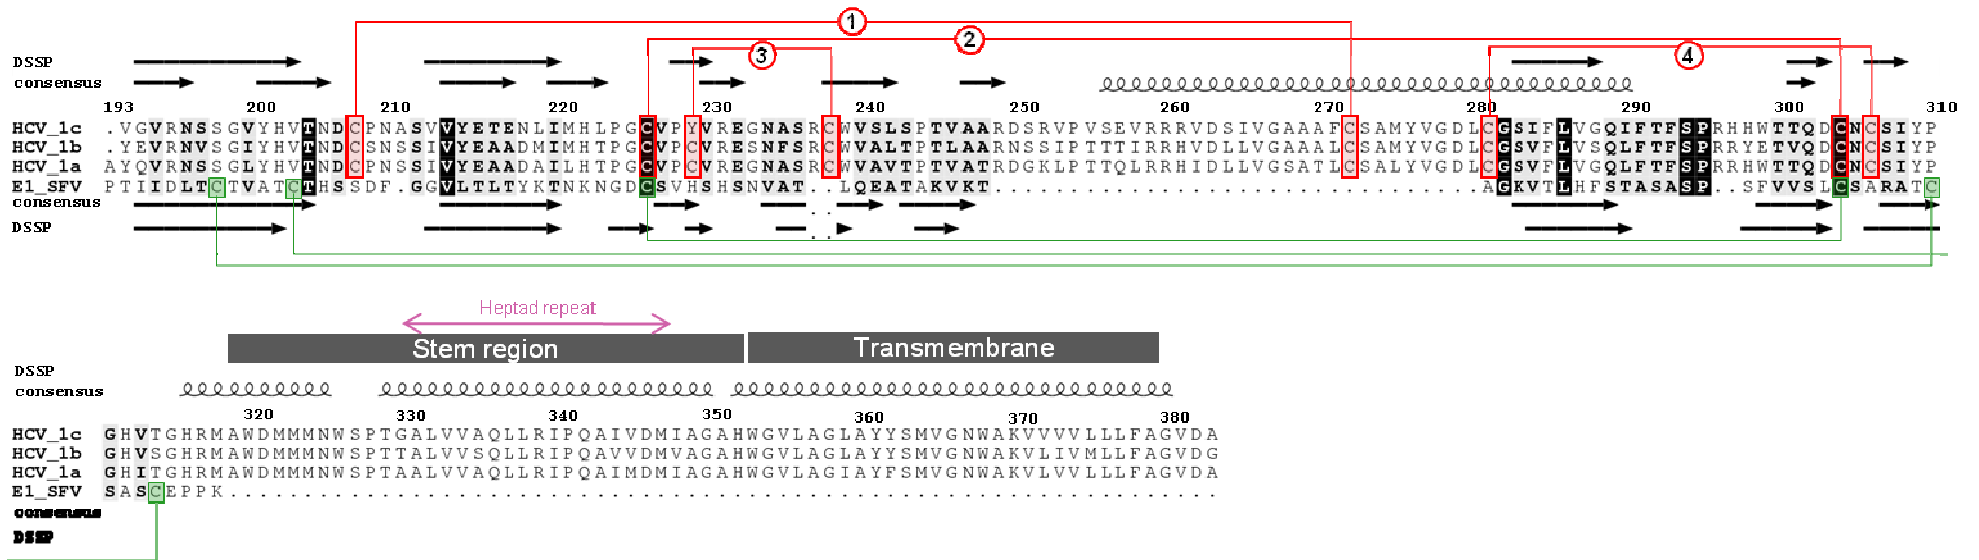 DSSP
consensus
1
2
3
4
193 200 210 220 230 240 250 260 270 280 290 300 310
HCV_1c .VGVRNSSGVYHVTNDCPNASVVYETENLIMHLPGCVPYVREGNASRCWVSLSPTVAARDSRVPVSEVRRRVDSIVGAAAFCSAMYVGDLCGSIFLVGQIFTFSPRRHHWTTQDCNCSIYP
HCV_1b .YEVRNVSGIYHVTNDCSNSSIVYEAADMIMHTPGCVPCVRESNFSRCWVALTPTLAARNSSIPTTTIRRHVDLLVGAAALCSAMYVGDLCGSVFLVSQLFTFSPRRYETVQDCNCSIYP
HCV_1a AYQVRNSSGLYHVTNDCPNSSIVYEAADAILHTPGCVPCVREGNASRCWVAVTPTVATRDGKLPTTQLRRHIDLLVGSATLCSALYVGDLCGSVFLVGQLFTFSPRRHWTTQDCNCSIYP
E1_SFV PTIIDLTCTVATCTHSSDF.GGVLTLTYKTNKNGDCSVHSHSNVAT..LQEATAKVKT................................AGKVTLHFSTASASP..SFVVSLCSARATC
consensus
DSSP
Heptad repeat
Stem region Transmembrane
DSSP
consensus
320 330 340 350 360 370 380
HCV_1c GHVTGHRMAWDMMMNWSPTGALVVAQLLRIPQAIVDMIAGAHWGVLAGLAYYSMVGNWAKVVVVLLLFAGVDA
HCV_1b GHVSGHRMAWDMMMNWSPTTALVVSQLLRIPQAVVDMVAGAHWGVLAGLAYYSMVGNWAKVLIVMLLFAGVDG
HCV_1a GHITGHRMAWDMMMNWSPTAALVVAQLLRIPQAIMDMIAGAHWGVLAGIAYFSMVGNWAKVLVVLLLFAGVDA
E1_SFV SASCEPPK.................................................................
consensus
DSSP